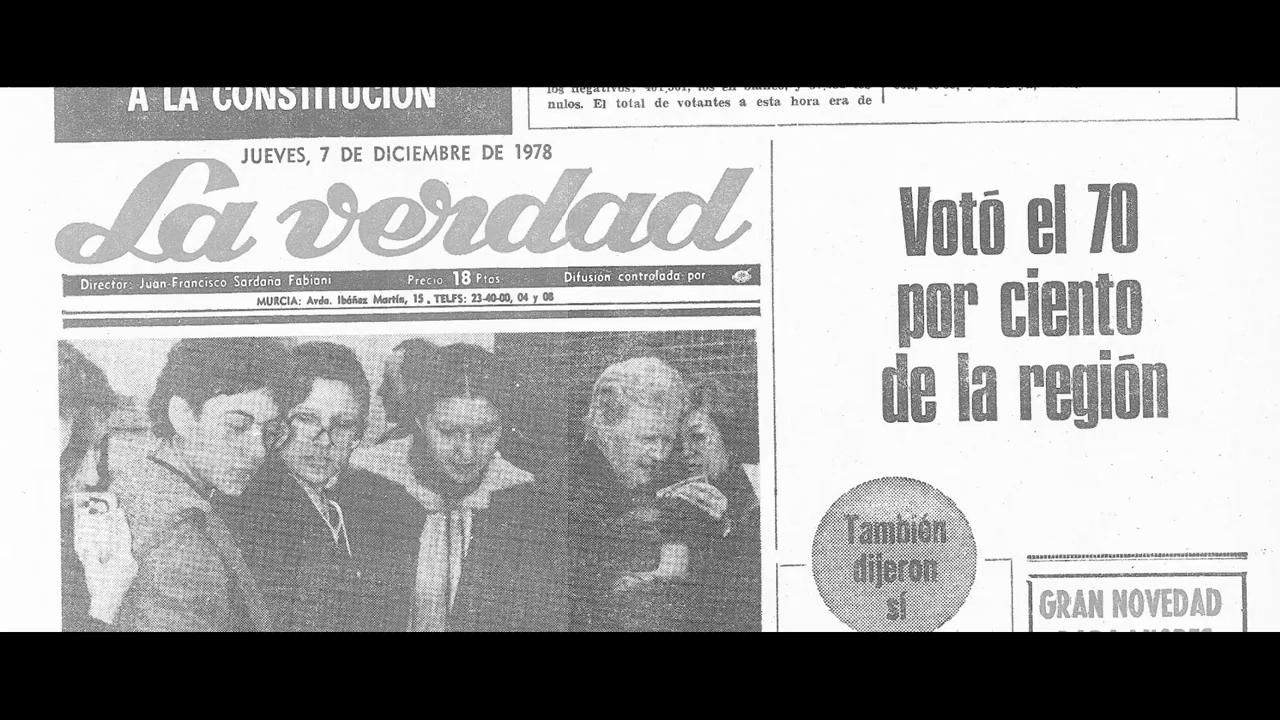 A LA CONSTITUCION
nulos. El total de votantes a esta hora era de
JUEVES, 7 DE DICIEMBRE DE 1978
La verdad
Director: Juan-Francisco Sardaña Fabiani Precio 18 Ptas. Difusión controlada por
MURCIA: Avda. Ibáñez Martín, 15 . TELFS: 23-40-00, 04 y 08
Votó el 70
por ciento
de la región
También
dijeron
sí
GRAN NOVEDAD